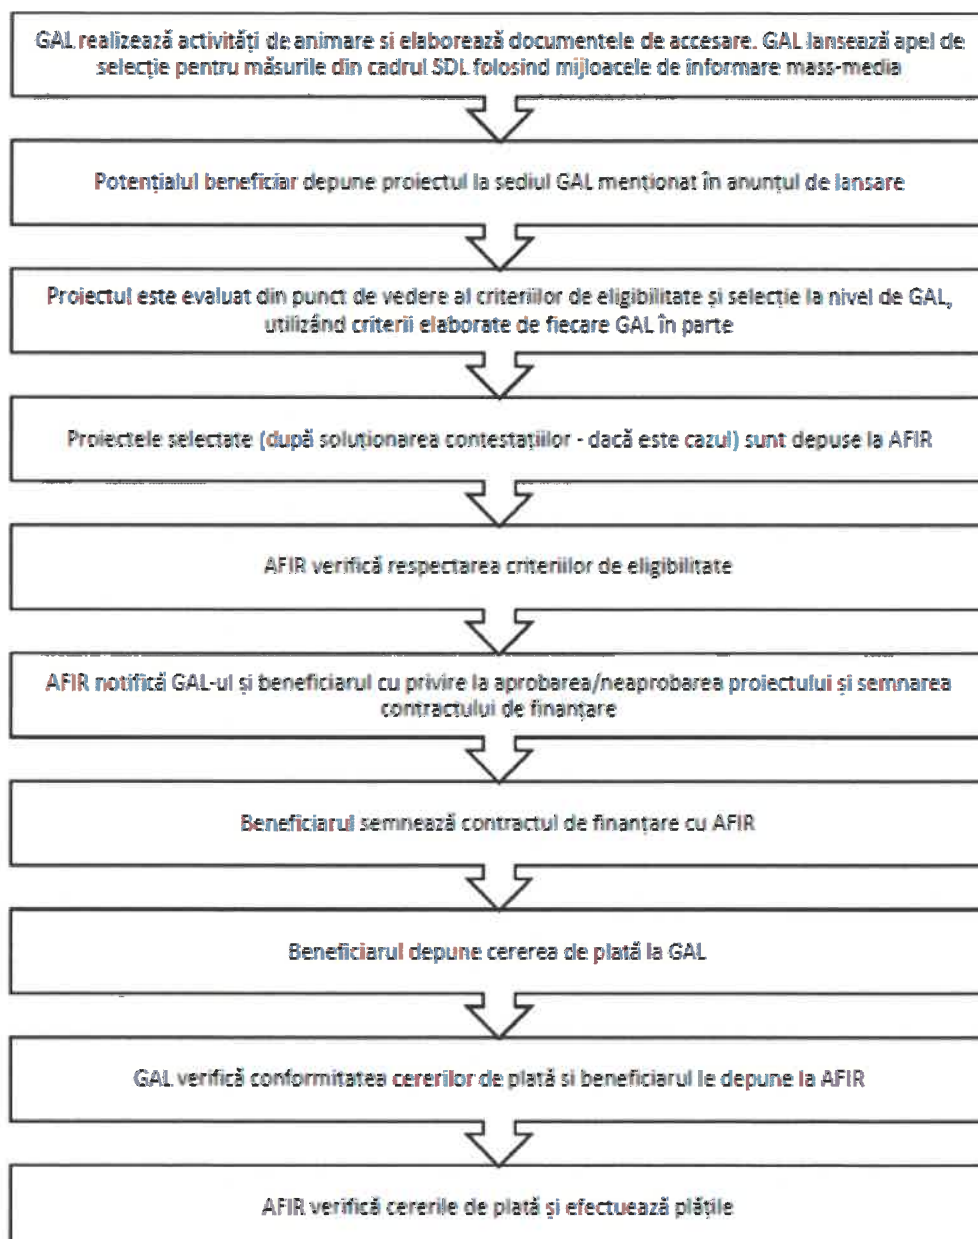 GAL realizează activități de animare si elaborează documentele de accesare. GAL lansează apel de
selecție pentru măsurile din cadrul SDL folosind mijloacele de informare mass-media
Potențialul beneficiar depune proiectul la sediul GAL menționat în anunțul de lansare
Proiectul este evaluat din punct de vedere al criteriilor de eligibilitate și selecție la nivel de GAL,
utilizând criterii elaborate de fiecare GAL în parte
Proiectele selectate (după soluționarea contestațiilor - dacă este cazul) sunt depuse la AFIR
AFIR verifică respectarea criteriilor de eligibilitate
AFIR notifică GAL-ul și beneficiarul cu privire la aprobarea/neaprobarea proiectului și semnarea
contractului de finanțare
Beneficiarul semnează contractul de finanțare cu AFIR
Beneficiarul depune cererea de plată la GAL
GAL verifică conformitatea cererilor de plată si beneficiarul le depune la AFIR
AFIR verifică cererile de plată și efectuează plățile